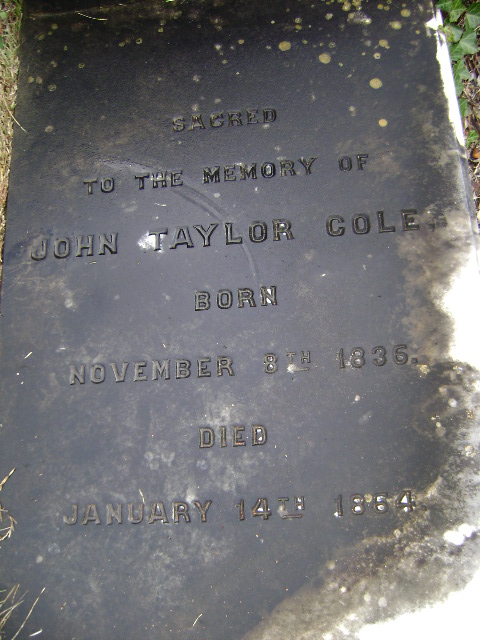 SACRED
TO THE MEMORY OF
JOHN TAYLOR COLE.
BORN
NOVEMBER 8TH 1836.
DIED
JANUARY 14TH 1864